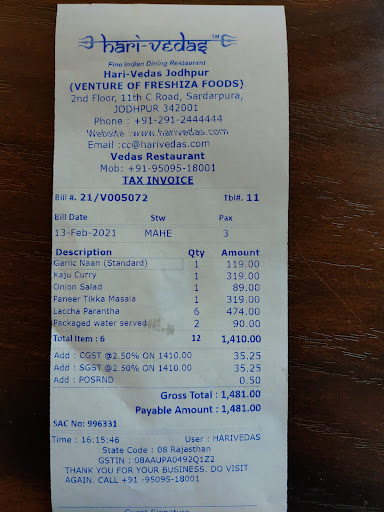 hari-vedas™
Fine Indian Dining Restaurant
Hari-Vedas Jodhpur
(VENTURE OF FRESHIZA FOODS)
2nd Floor, 11th C Road, Sardarpura,
JODHPUR 342001
Phone : +91-291-2444444
Website :www.harivedas.com
Email :cc@harivedas.com
Vedas Restaurant
Mob: +91-95095-18001
TAX INVOICE
Bill #. 21/V005072 Tbl#. 11
Bill Date Stw Pax
13-Feb-2021 MAHE 3
Description Qty Amount
Garlic Naan (Standard) 1 119.00
Kaju Curry 1 319.00
Onion Salad 1 89.00
Paneer Tikka Masala 1 319.00
Laccha Parantha 6 474.00
Packaged water served 2 90.00
Total Item : 6 12 1,410.00
Add : CGST @2.50% ON 1410.00 35.25
Add : SGST @2.50% ON 1410.00 35.25
Add : POSRND 0.50
Gross Total : 1,481.00
Payable Amount : 1,481.00
SAC No: 996331
Time : 16:15:46 User : HARIVEDAS
State Code : 08 Rajasthan
GSTIN : 08AAUPA0492Q1Z2
THANK YOU FOR YOUR BUSINESS. DO VISIT
AGAIN. CALL +91 -95095-18001
Guest Signature